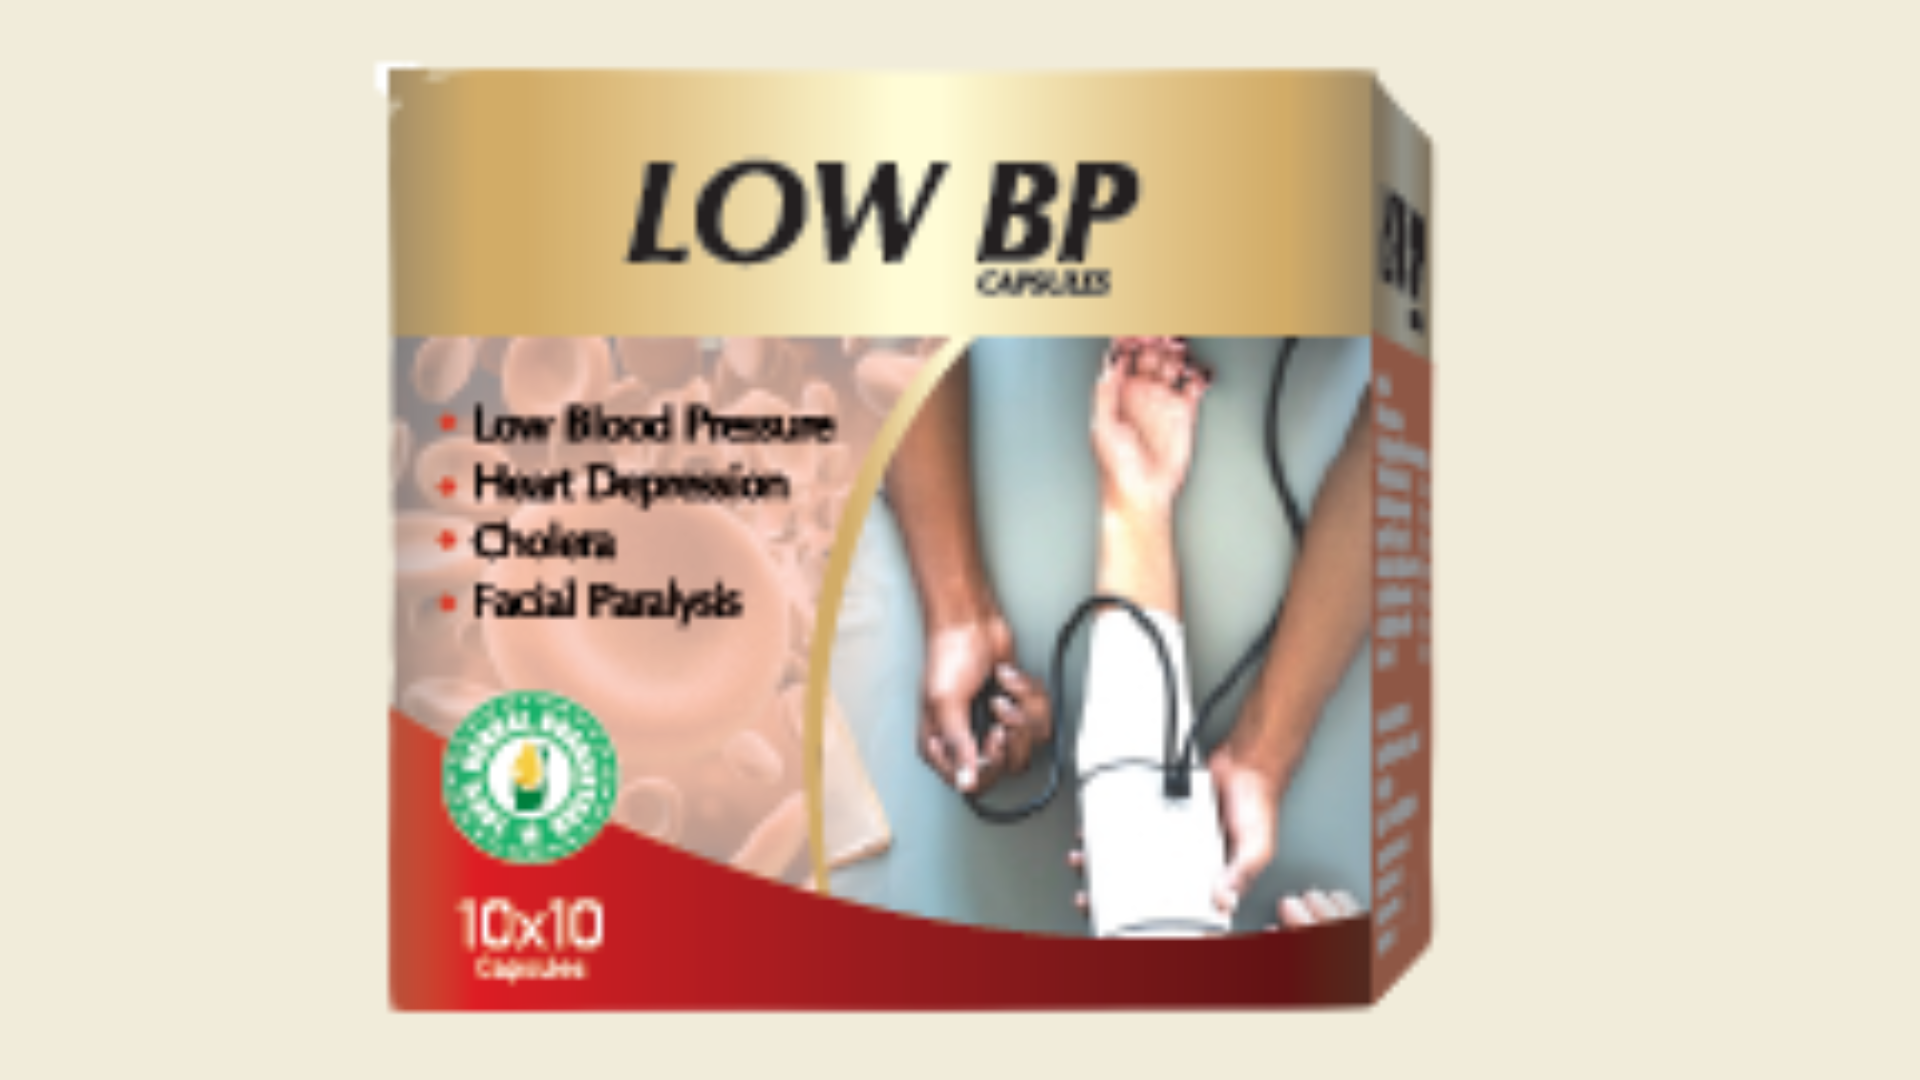 LOW BP
CAPSULES
• Low Blood Pressure
• Heart Depression
• Cholera
• Facial Paralysis
10x10
Capsules